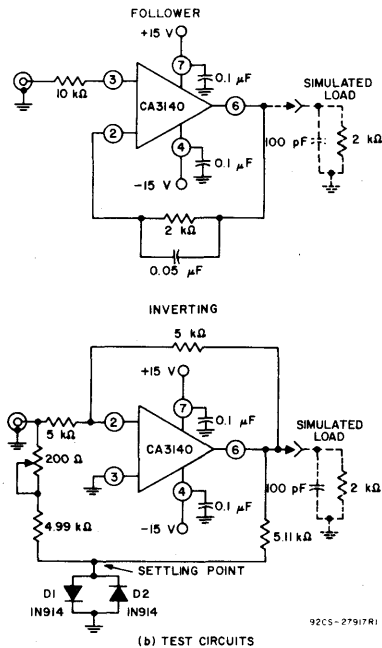 FOLLOWER
+15 V
7
0.1 µF
SIMULATED
LOAD
3
10 kΩ
CA3140
6
2
4
100 pF
2 kΩ
0.1 µF
-15 V
2 kΩ
0.05 µF
INVERTING
5 kΩ
+15 V
7
0.1 µF
SIMULATED
LOAD
5 kΩ
2
CA3140
6
200 Ω
3
4
100 pF
2 kΩ
0.1 µF
4.99 kΩ
-15 V
5.11 kΩ
SETTLING POINT
D1
1N914
D2
1N914
92CS-27917R1
(b) TEST CIRCUITS